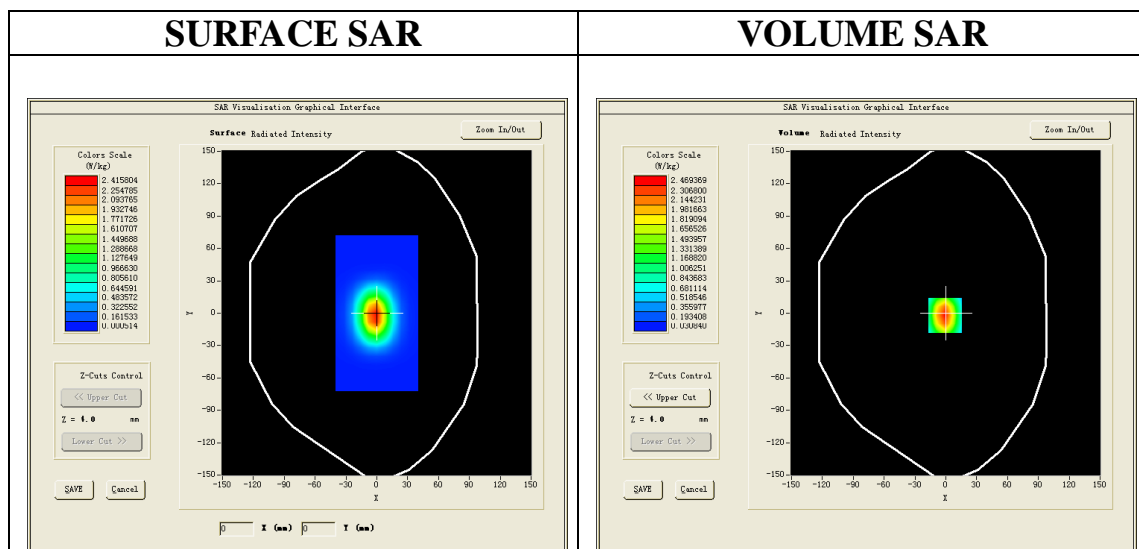 SURFACE SAR
SAR Visualisation Graphical Interface
Surface Radiated Intensity
Zoom In/Out
Colors Scale
(W/kg)
2.415804
2.254785
2.093765
1.932746
1.771726
1.610707
1.449688
1.288668
1.127649
0.966630
0.805610
0.644591
0.483572
0.322552
0.161533
0.000514
Z-Cuts Control
<< Upper Cut
Z = 4.0 mm
Lower Cut >>
SAVE Cancel
150
120
90
60
30
0
-30
-60
-90
-120
-150
Y
-150 -120 -90 -60 -30 0 30 60 90 120 150
X
0 X (mm) 0 Y (mm)
VOLUME SAR
SAR Visualisation Graphical Interface
Volume Radiated Intensity
Zoom In/Out
Colors Scale
(W/kg)
2.469369
2.306800
2.144231
1.981663
1.819094
1.656526
1.493957
1.331389
1.168820
1.006251
0.843683
0.681114
0.518546
0.355977
0.193408
0.030840
Z-Cuts Control
<< Upper Cut
Z = 4.0 mm
Lower Cut >>
SAVE Cancel
150
120
90
60
30
0
-30
-60
-90
-120
-150
Y
-150 -120 -90 -60 -30 0 30 60 90 120 150
X